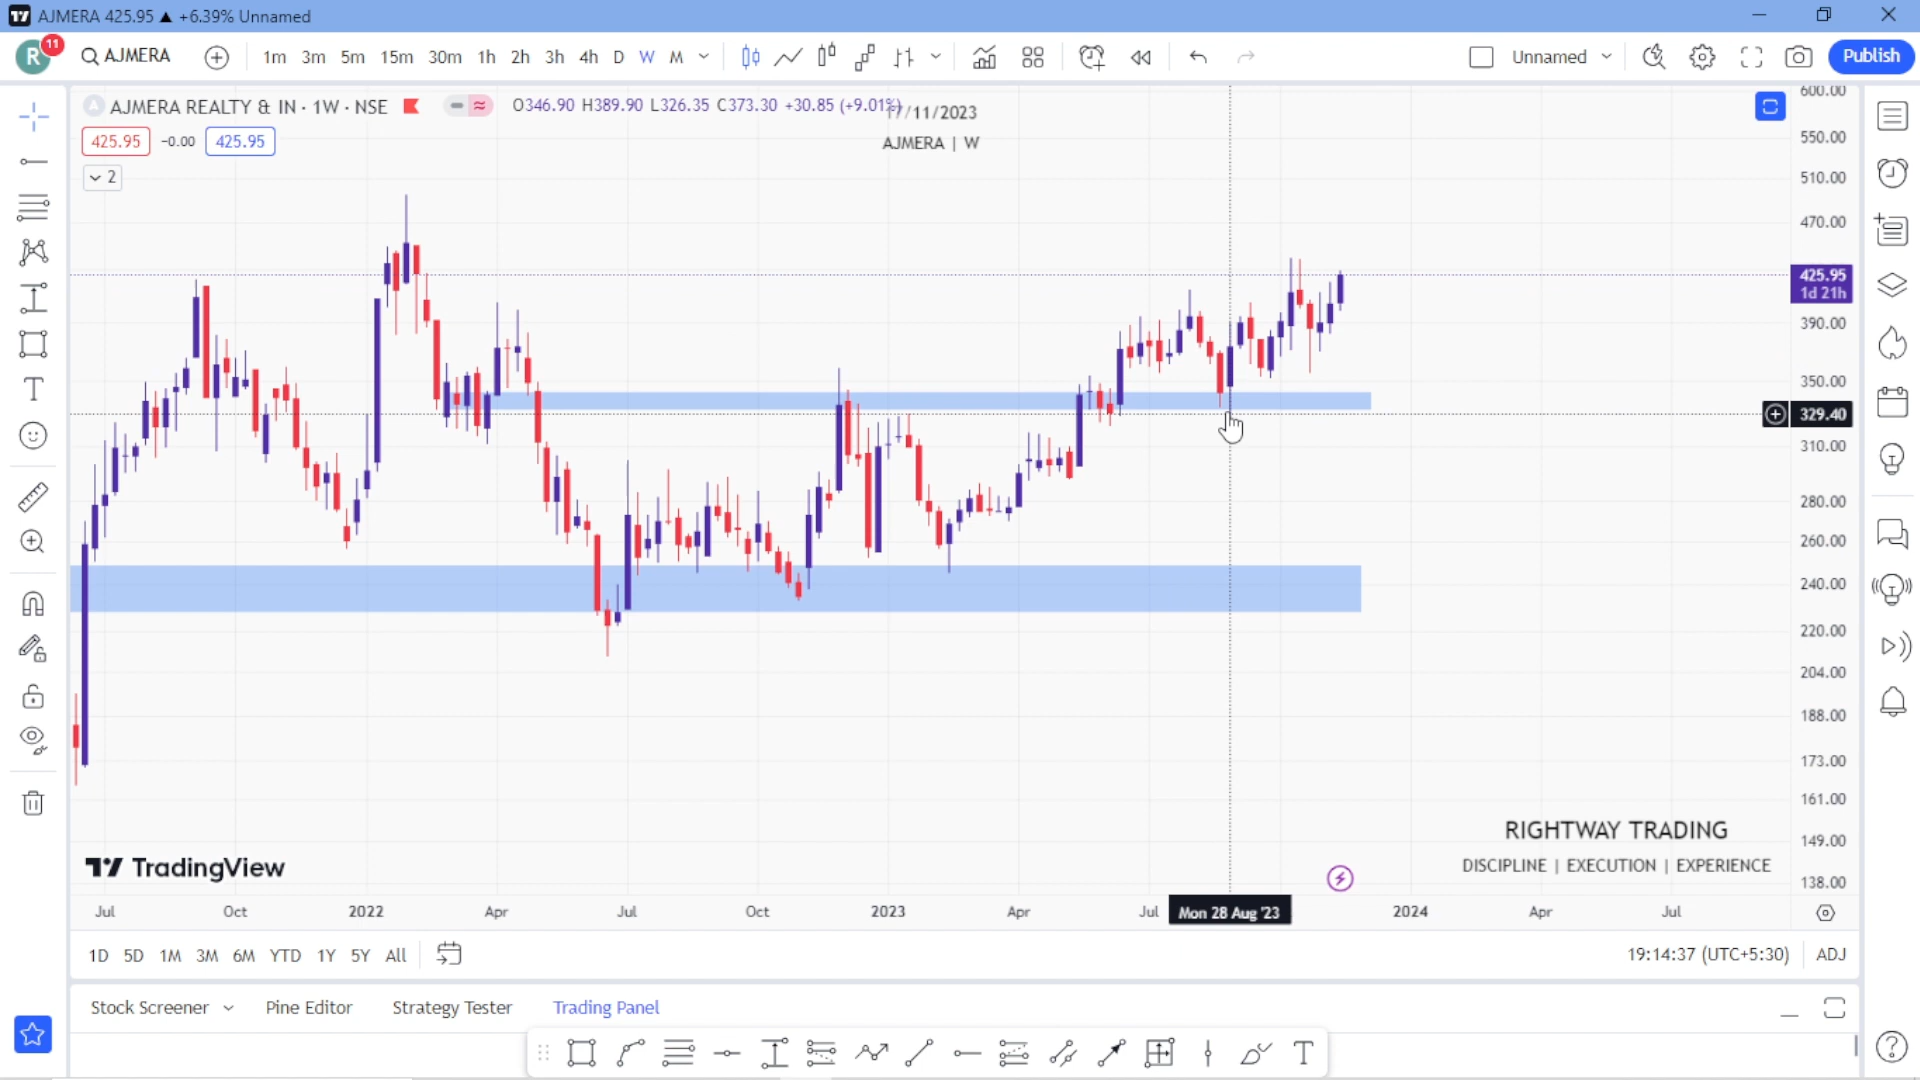 AJMERA 425.95 ▲ +6.39% Unnamed
R 11 AJMERA 1m 3m 5m 15m 30m 1h 2h 3h 4h D W M Unnamed Publish
AJMERA REALTY & IN · 1W · NSE O346.90 H389.90 L326.35 C373.30 +30.85 (+9.01%)
/11/2023
AJMERA | W
425.95 −0.00 425.95
2
600.00
550.00
510.00
470.00
425.95
1d 21h
390.00
350.00
329.40
310.00
280.00
260.00
240.00
220.00
204.00
188.00
173.00
161.00
149.00
138.00
RIGHTWAY TRADING
DISCIPLINE | EXECUTION | EXPERIENCE
TradingView
Jul Oct 2022 Apr Jul Oct 2023 Apr Jul Mon 28 Aug '23 2024 Apr Jul
1D 5D 1M 3M 6M YTD 1Y 5Y All 19:14:37 (UTC+5:30) ADJ
Stock Screener Pine Editor Strategy Tester Trading Panel